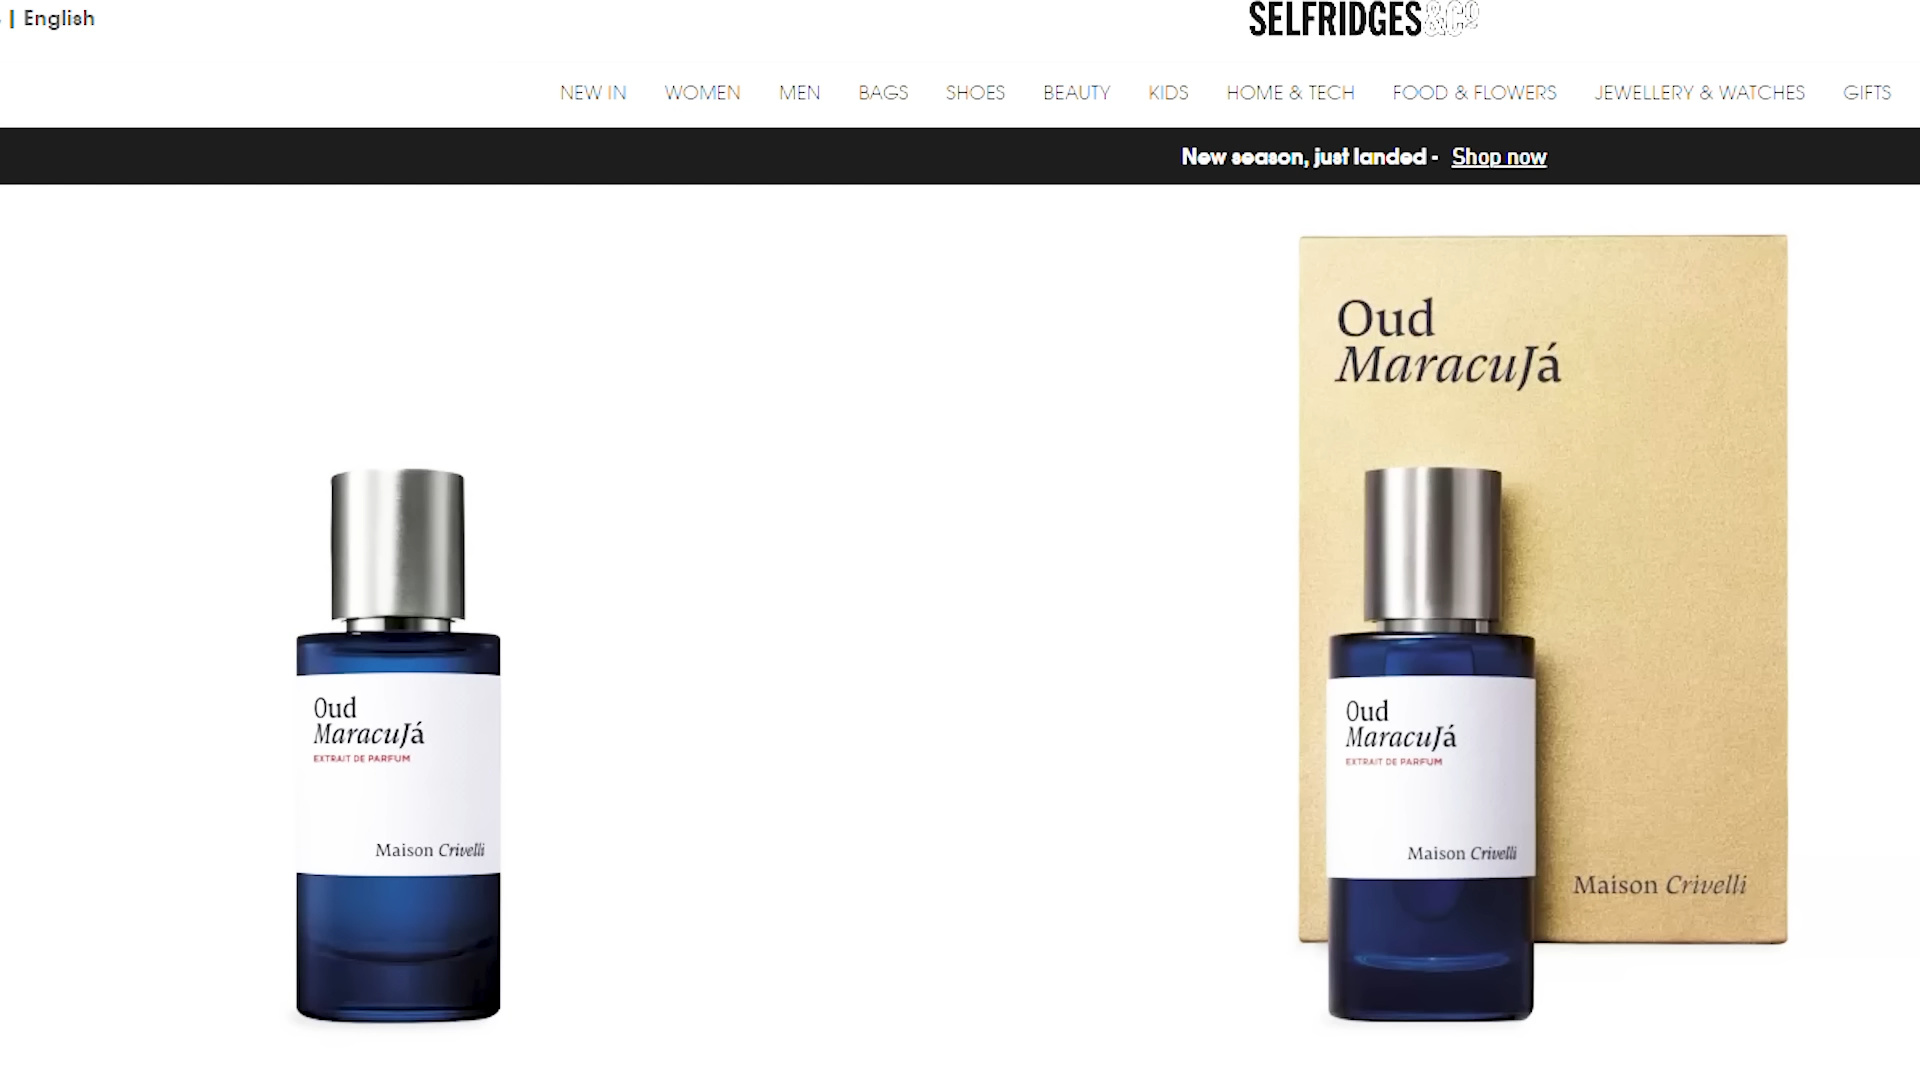 | English
SELFRIDGES&Co
NEW IN WOMEN MEN BAGS SHOES BEAUTY KIDS HOME & TECH FOOD & FLOWERS JEWELLERY & WATCHES GIFTS
New season, just landed - Shop now
Oud
MaracuJá
EXTRAIT DE PARFUM
Maison Crivelli
Oud
MaracuJá
Oud
MaracuJá
EXTRAIT DE PARFUM
Maison Crivelli
Maison Crivelli